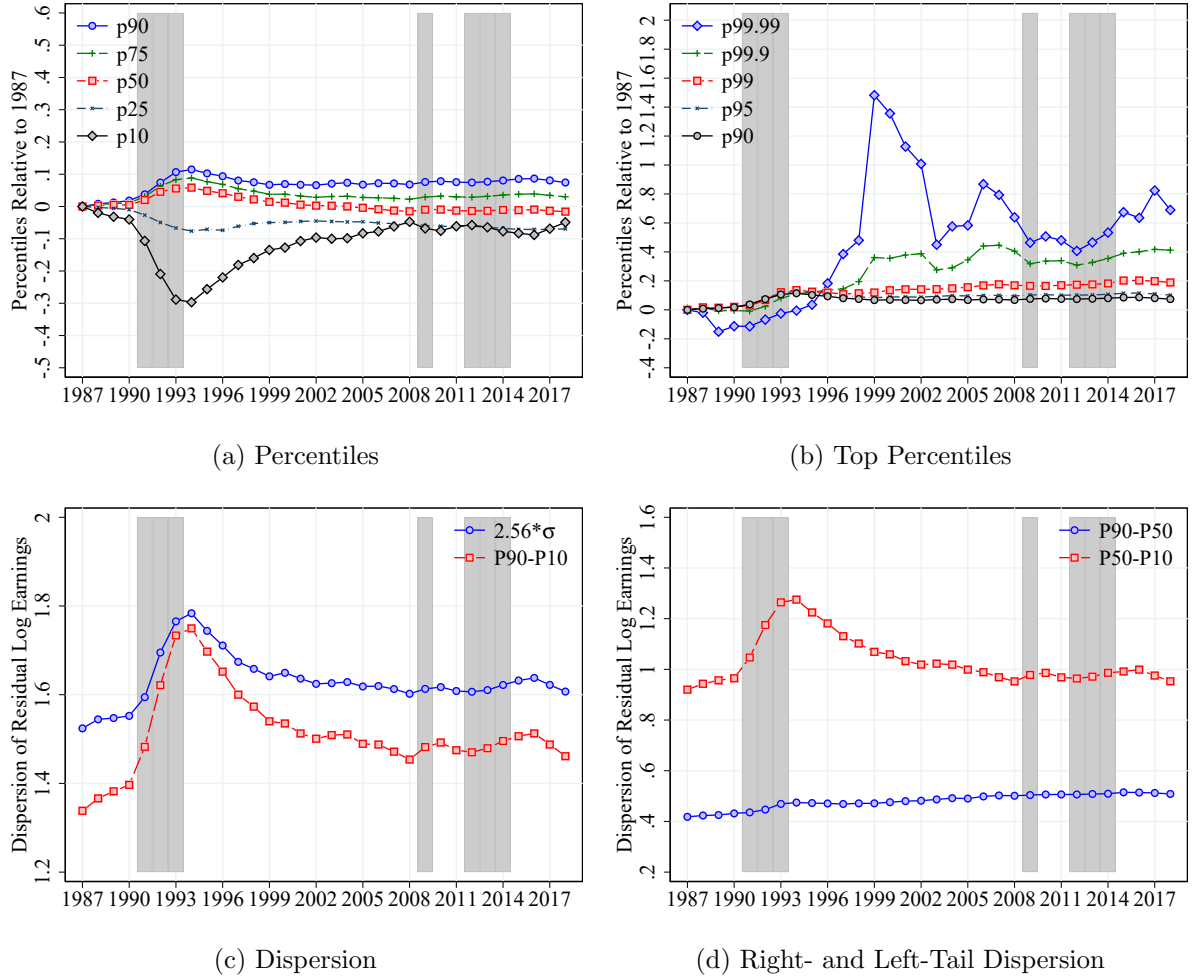 p90
p75
p50
p25
p10
Percentiles Relative to 1987
-.5 -.4 -.3 -.2 -.1 0 .1 .2 .3 .4 .5 .6
1987 1990 1993 1996 1999 2002 2005 2008 2011 2014 2017
(a) Percentiles
p99.99
p99.9
p99
p95
p90
Percentiles Relative to 1987
-.4 -.2 0 .2 .4 .6 .8 1 1.2 1.4 1.6 1.8 2
1987 1990 1993 1996 1999 2002 2005 2008 2011 2014 2017
(b) Top Percentiles
2.56*σ
P90-P10
Dispersion of Residual Log Earnings
1.2 1.4 1.6 1.8 2
1987 1990 1993 1996 1999 2002 2005 2008 2011 2014 2017
(c) Dispersion
P90-P50
P50-P10
Dispersion of Residual Log Earnings
.2 .4 .6 .8 1 1.2 1.4 1.6
1987 1990 1993 1996 1999 2002 2005 2008 2011 2014 2017
(d) Right- and Left-Tail Dispersion